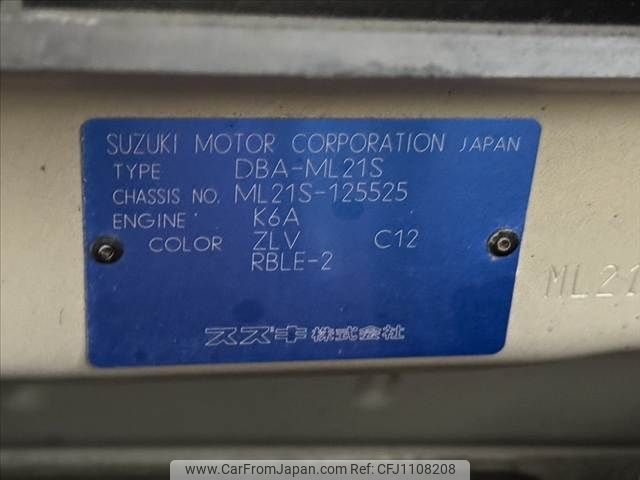 SUZUKI MOTOR CORPORATION JAPAN
TYPE DBA-ML21S
CHASSIS NO. ML21S-125525
ENGINE K6A
COLOR ZLV C12
RBLE-2
スズキ株式会社
ML21
www.CarFromJapan.com CFJ1108208